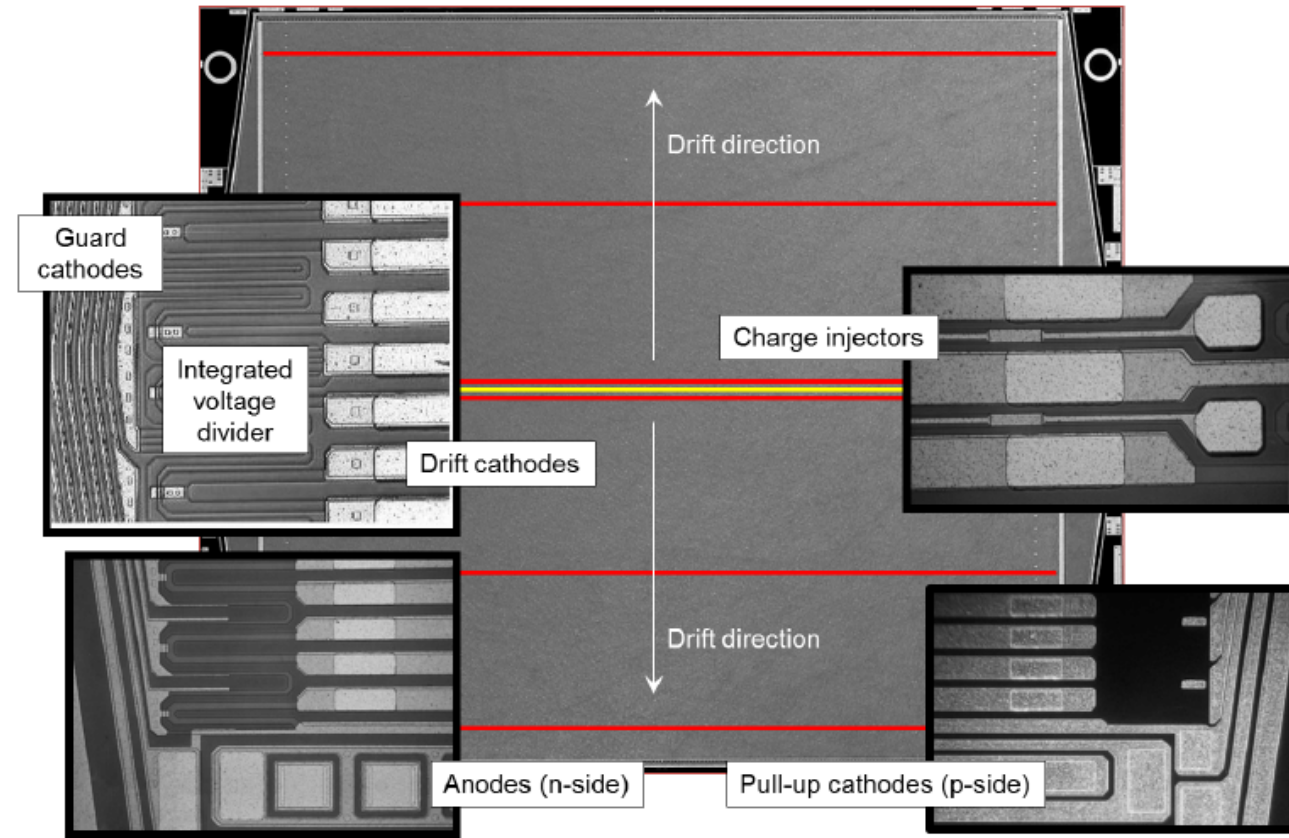 Drift direction
Guard
cathodes
Charge injectors
Integrated
voltage
divider
Drift cathodes
Drift direction
Anodes (n-side)
Pull-up cathodes (p-side)